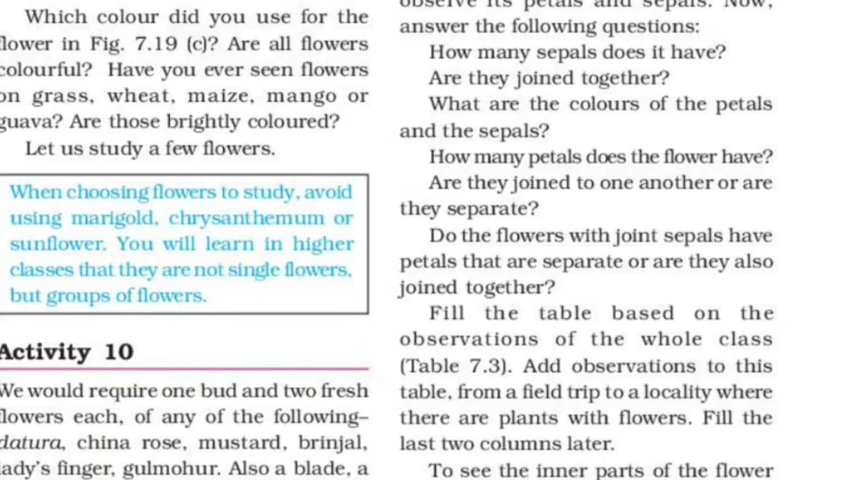 Which colour did you use for the
flower in Fig. 7.19 (c)? Are all flowers
colourful? Have you ever seen flowers
on grass, wheat, maize, mango or
guava? Are those brightly coloured?
Let us study a few flowers.
When choosing flowers to study, avoid
using marigold, chrysanthemum or
sunflower. You will learn in higher
classes that they are not single flowers,
but groups of flowers.
Activity 10
We would require one bud and two fresh
flowers each, of any of the following–
datura, china rose, mustard, brinjal,
lady's finger, gulmohur. Also a blade, a
observe its petals and sepals. Now,
answer the following questions:
How many sepals does it have?
Are they joined together?
What are the colours of the petals
and the sepals?
How many petals does the flower have?
Are they joined to one another or are
they separate?
Do the flowers with joint sepals have
petals that are separate or are they also
joined together?
Fill the table based on the
observations of the whole class
(Table 7.3). Add observations to this
table, from a field trip to a locality where
there are plants with flowers. Fill the
last two columns later.
To see the inner parts of the flower